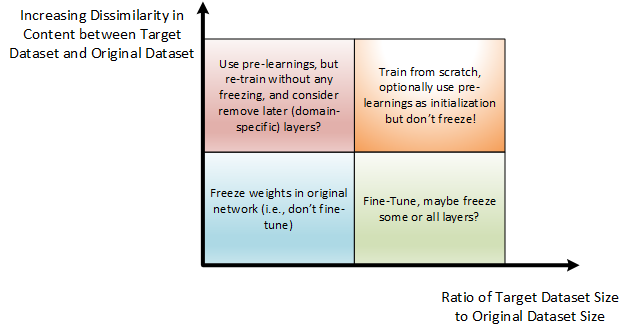 Increasing Dissimilarity in
Content between Target
Dataset and Original Dataset
Use pre-learnings, but
re-train without any
freezing, and consider
remove later (domain-
specific) layers?
Train from scratch,
optionally use pre-
learnings as initialization
but don't freeze!
Freeze weights in original
network (i.e., don't fine-
tune)
Fine-Tune, maybe freeze
some or all layers?
Ratio of Target Dataset Size
to Original Dataset Size